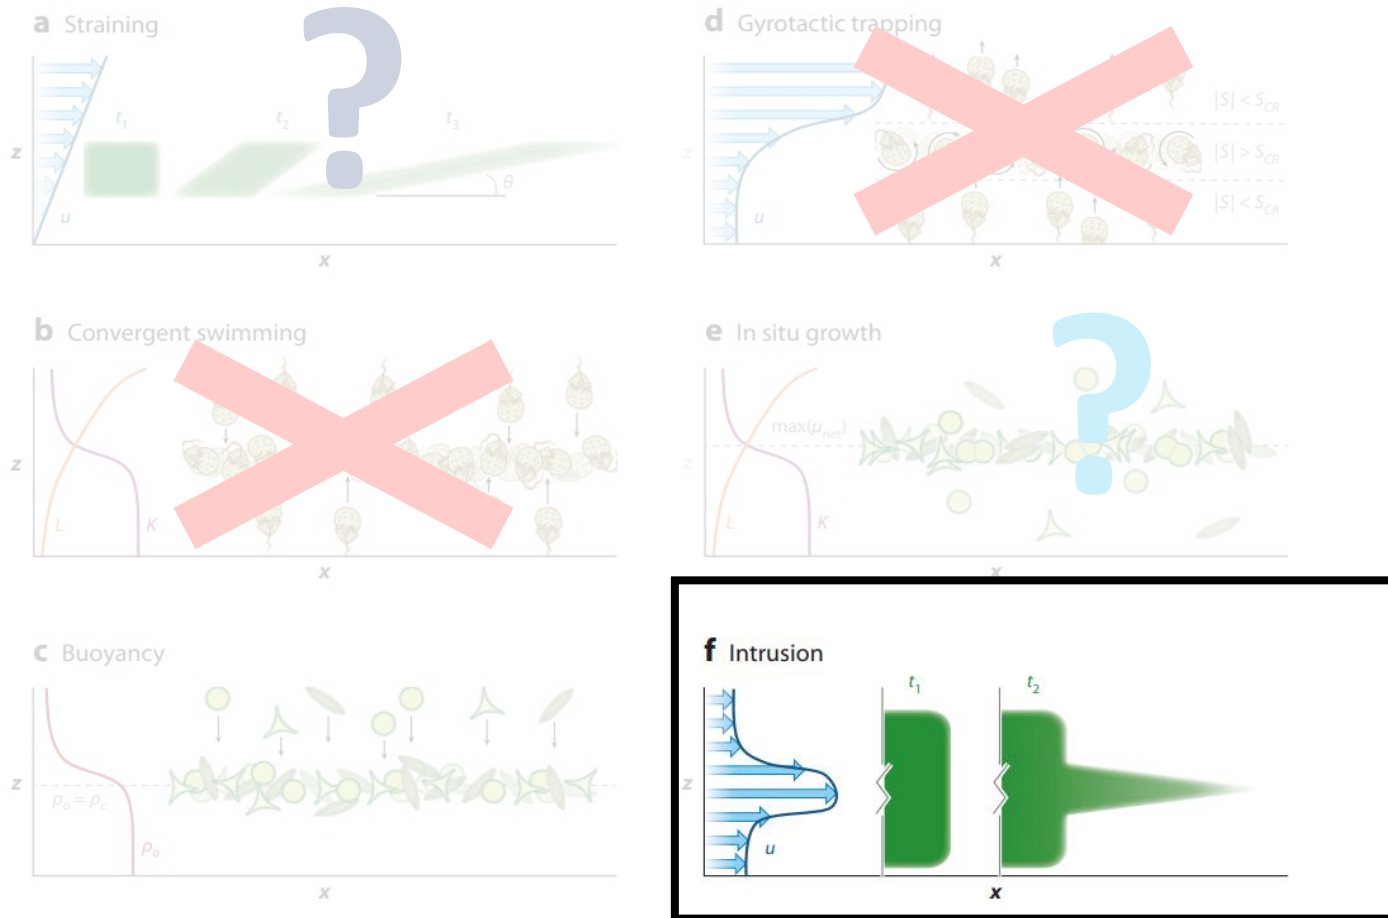 a Straining
?
t1
t2
t3
z
θ
u
x
b Convergent swimming
z
L
K
x
c Buoyancy
z
ρo = ρc
ρo
x
d Gyrotactic trapping
|S| < SCR
z
|S| > SCR
|S| < SCR
u
x
e In situ growth
?
max(μnet)
z
L
K
x
f Intrusion
t1
t2
z
u
x